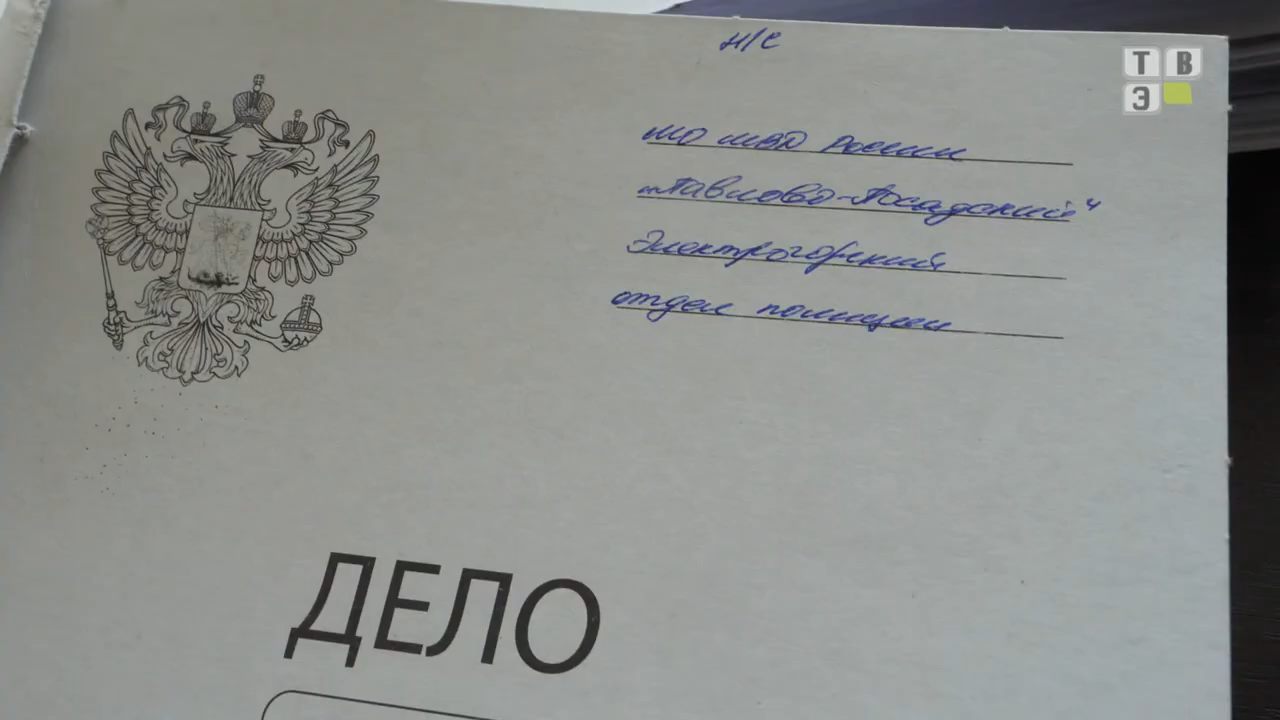 н/с
ТВ
Э
МО МВД России
"Павлово-Посадский"
Электрогорский
отдел полиции
ДЕЛО